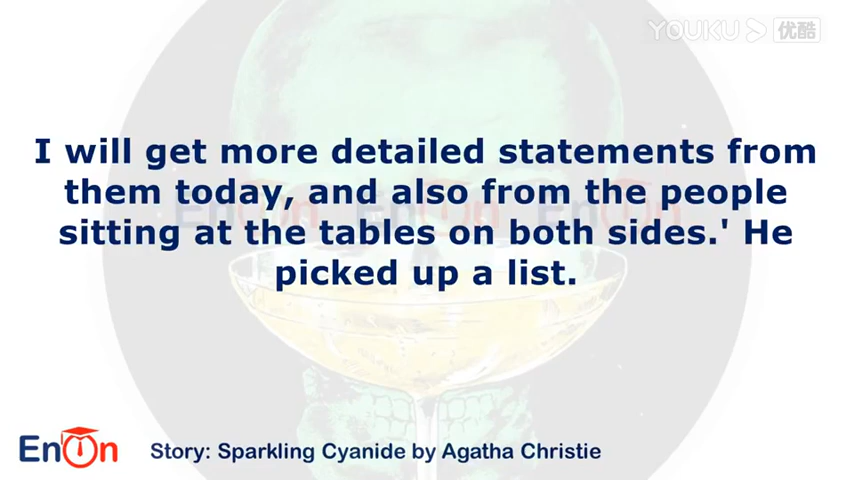 YOUKU 优酷
I will get more detailed statements from
them today, and also from the people
sitting at the tables on both sides.' He
picked up a list.
EnOn
Story: Sparkling Cyanide by Agatha Christie